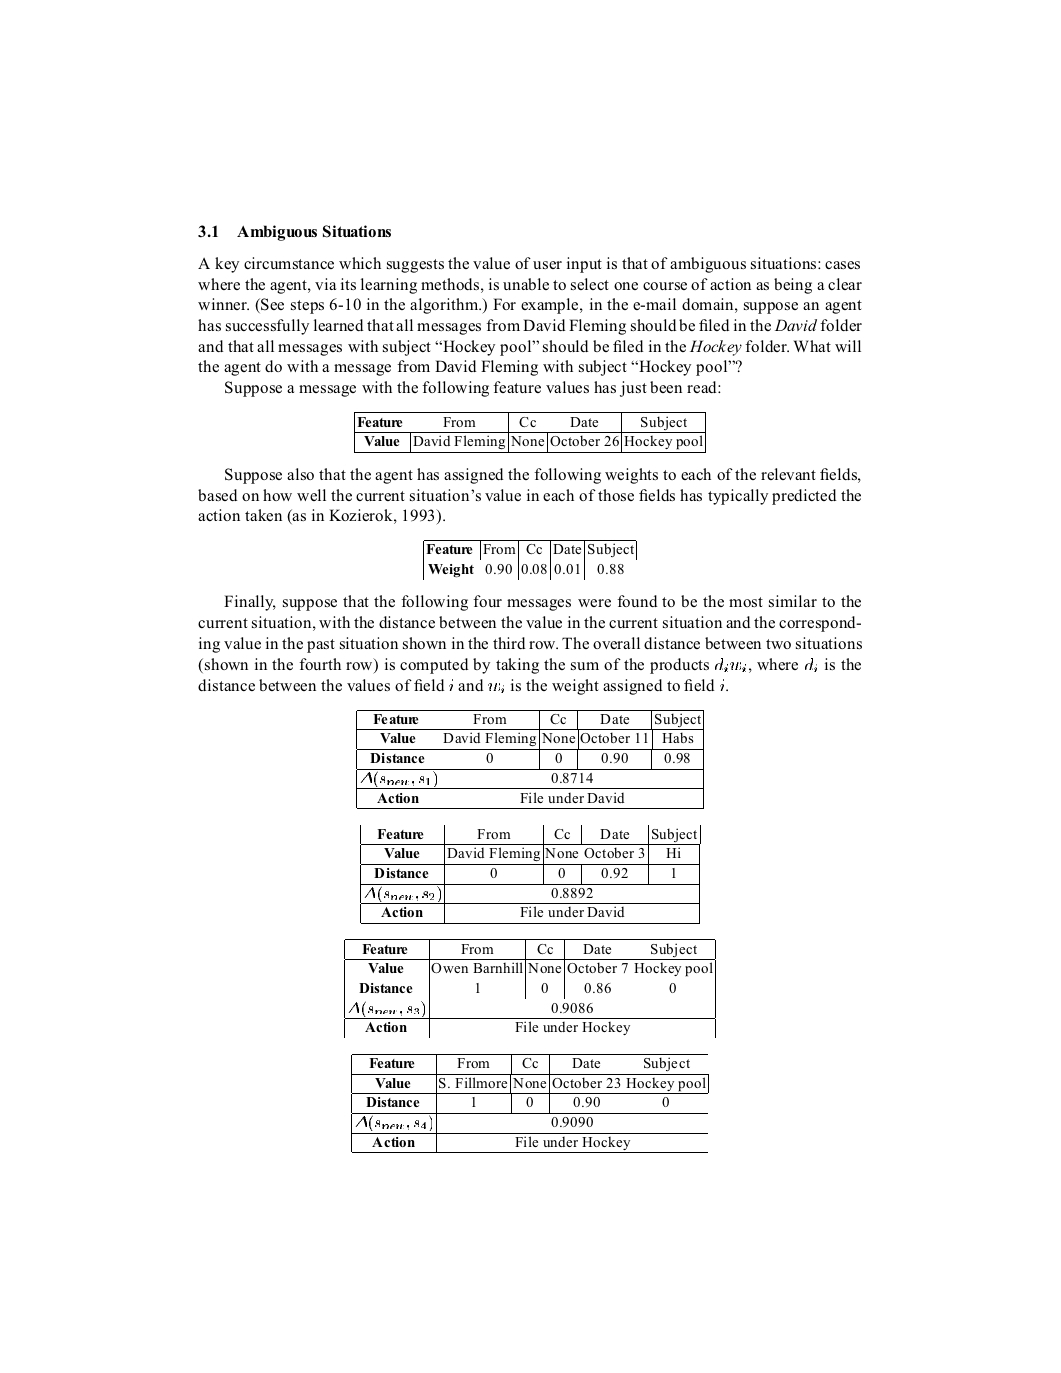 3.1 Ambiguous Situations
A key circumstance which suggests the value of user input is that of ambiguous situations: cases
where the agent, via its learning methods, is unable to select one course of action as being a clear
winner. (See steps 6-10 in the algorithm.) For example, in the e-mail domain, suppose an agent
has successfully learned that all messages from David Fleming should be filed in the David folder
and that all messages with subject “Hockey pool” should be filed in the Hockey folder. What will
the agent do with a message from David Fleming with subject “Hockey pool”?
Suppose a message with the following feature values has just been read:
Feature From Cc Date Subject
Value David Fleming None October 26 Hockey pool
Suppose also that the agent has assigned the following weights to each of the relevant fields,
based on how well the current situation’s value in each of those fields has typically predicted the
action taken (as in Kozierok, 1993).
Feature From Cc Date Subject
Weight 0.90 0.08 0.01 0.88
Finally, suppose that the following four messages were found to be the most similar to the
current situation, with the distance between the value in the current situation and the correspond-
ing value in the past situation shown in the third row. The overall distance between two situations
(shown in the fourth row) is computed by taking the sum of the products d_i w_i, where d_i is the
distance between the values of field i and w_i is the weight assigned to field i.
Feature From Cc Date Subject
Value David Fleming None October 11 Habs
Distance 0 0 0.90 0.98
Δ(s_new, s_1) 0.8714
Action File under David
Feature From Cc Date Subject
Value David Fleming None October 3 Hi
Distance 0 0 0.92 1
Δ(s_new, s_2) 0.8892
Action File under David
Feature From Cc Date Subject
Value Owen Barnhill None October 7 Hockey pool
Distance 1 0 0.86 0
Δ(s_new, s_3) 0.9086
Action File under Hockey
Feature From Cc Date Subject
Value S. Fillmore None October 23 Hockey pool
Distance 1 0 0.90 0
Δ(s_new, s_4) 0.9090
Action File under Hockey